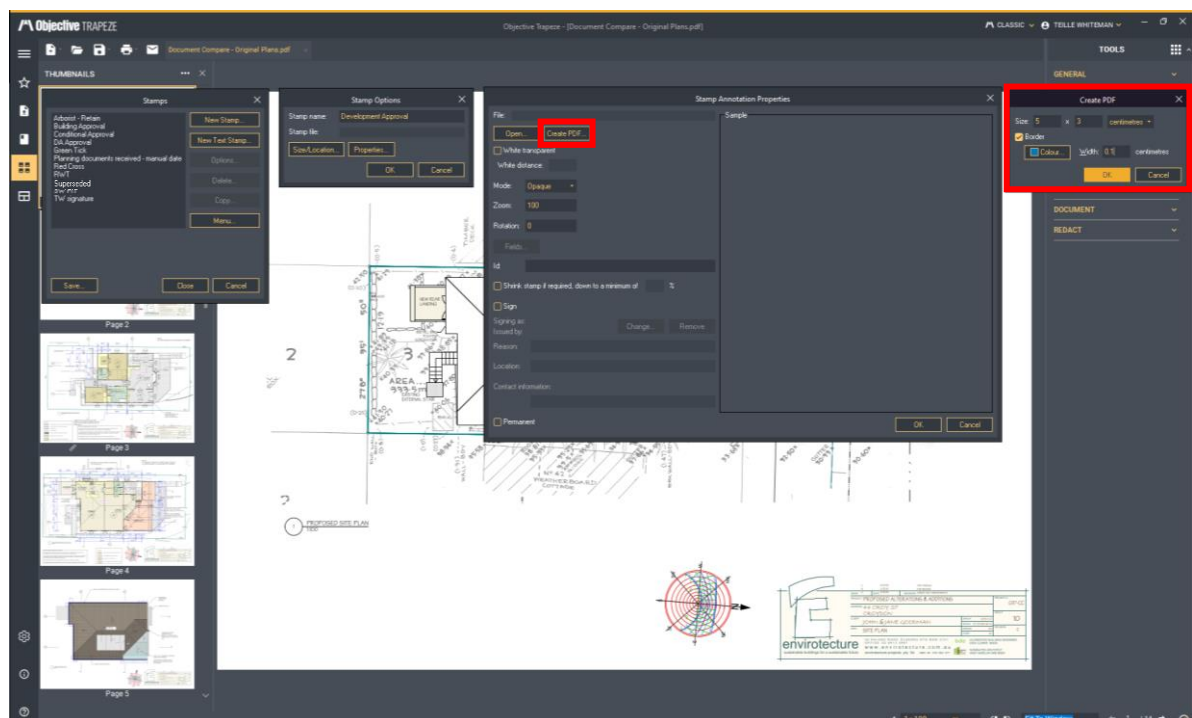 Objective TRAPEZE
Objective Trapeze - [Document Compare - Original Plans.pdf]
CLASSIC
TEILLE WHITEMAN
Document Compare - Original Plans.pdf
TOOLS
THUMBNAILS
GENERAL
Stamps
Arborist - Retain
Building Approval
Conditional Approval
DA Approval
Green Tick
Planning documents received - manual date
Red Cross
RWT
Superseded
TW signature
New Stamp...
New Text Stamp...
Options...
Delete...
Copy...
Menu...
Save...
Close
Cancel
Stamp Options
Stamp name: Development Approval
Stamp file:
Size/Location...
Properties...
OK
Cancel
Stamp Annotation Properties
File:
Open...
Create PDF...
White transparent
White distance:
Mode: Opaque
Zoom: 100
Rotation: 0
Fields...
Id:
Shrink stamp if required, down to a minimum of %
Sign
Signing as:
Issued by:
Change...
Remove
Reason:
Location:
Contact information:
Permanent
Sample
OK
Cancel
Create PDF
Size: 5 x 3 centimetres
Border
Colour... Width: 0.1 centimetres
OK
Cancel
DOCUMENT
REDACT
Page 2
Page 3
Page 4
Page 5
2
3
AREA
WEATHER BOARD
COTTAGE
PROPOSED SITE PLAN
N
envirotecture
www.envirotecture.com.au
PROPOSED ALTERATIONS & ADDITIONS
SITE PLAN